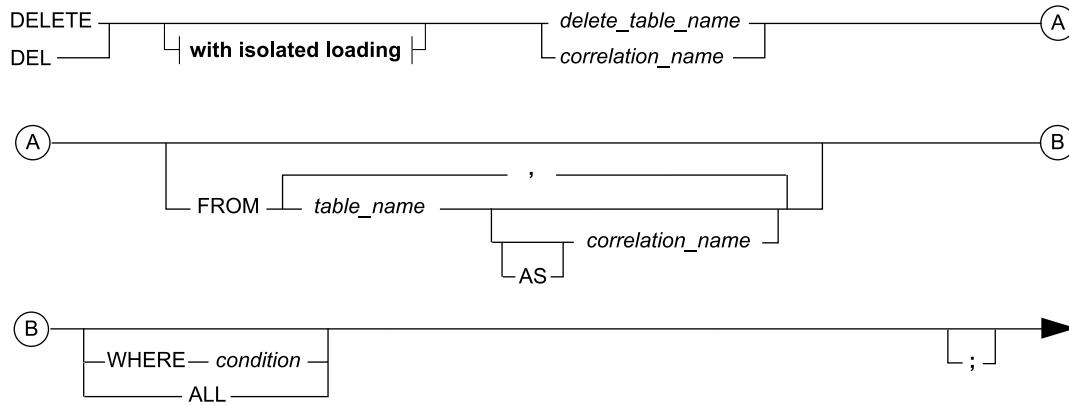 DELETE delete_table_name A
DEL with isolated loading correlation_name
A B
,
FROM table_name
correlation_name
AS
B
WHERE condition ;
ALL